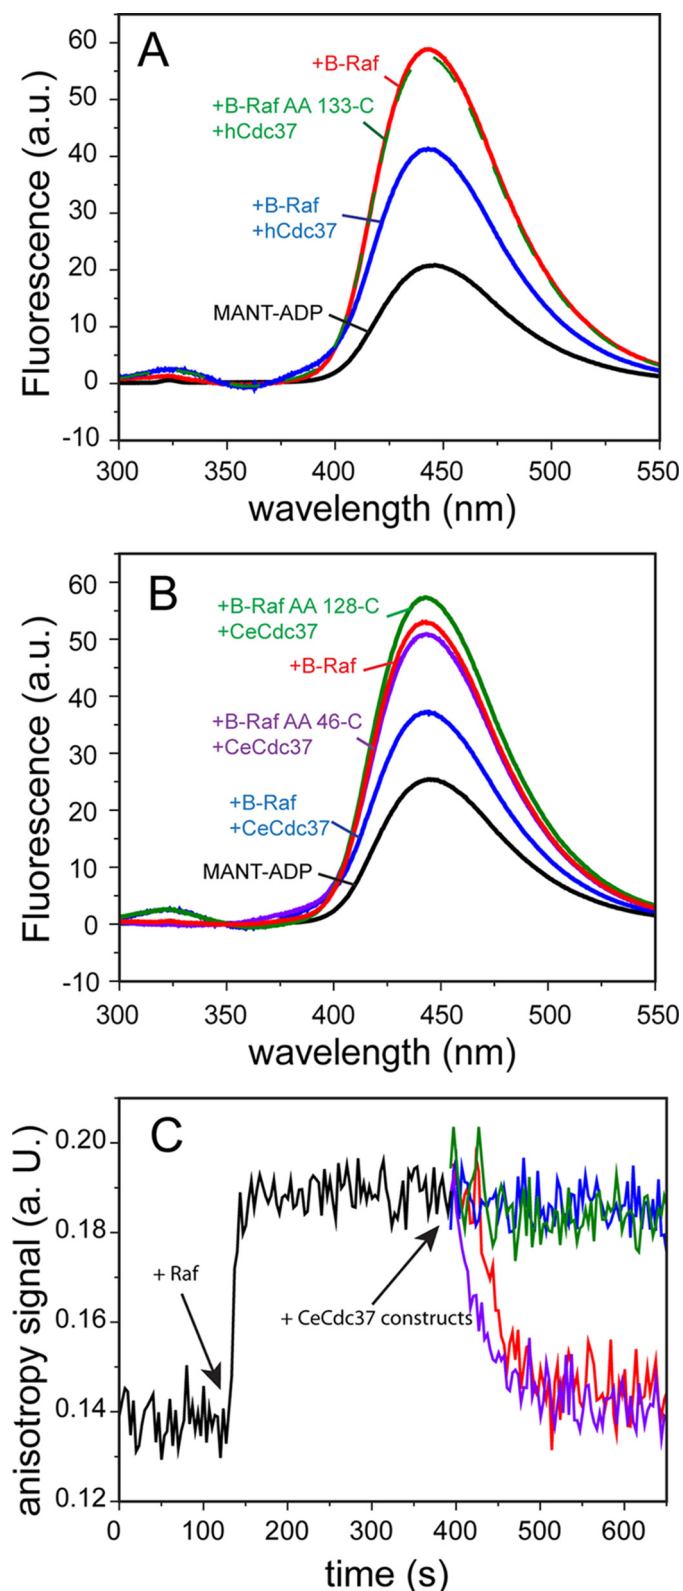 A
60
50
40
30
20
10
0
-10
Fluorescence (a.u.)
+B-Raf
+B-Raf AA 133-C
+hCdc37
+B-Raf
+hCdc37
MANT-ADP
300
350
400
450
500
550
wavelength (nm)
B
60
50
40
30
20
10
0
-10
Fluorescence (a.u.)
+B-Raf AA 128-C
+CeCdc37
+B-Raf
+B-Raf AA 46-C
+CeCdc37
+B-Raf
+CeCdc37
MANT-ADP
300
350
400
450
500
550
wavelength (nm)
C
0.20
0.18
0.16
0.14
0.12
anisotropy signal (a. U.)
+ Raf
+ CeCdc37 constructs
0
100
200
300
400
500
600
time (s)